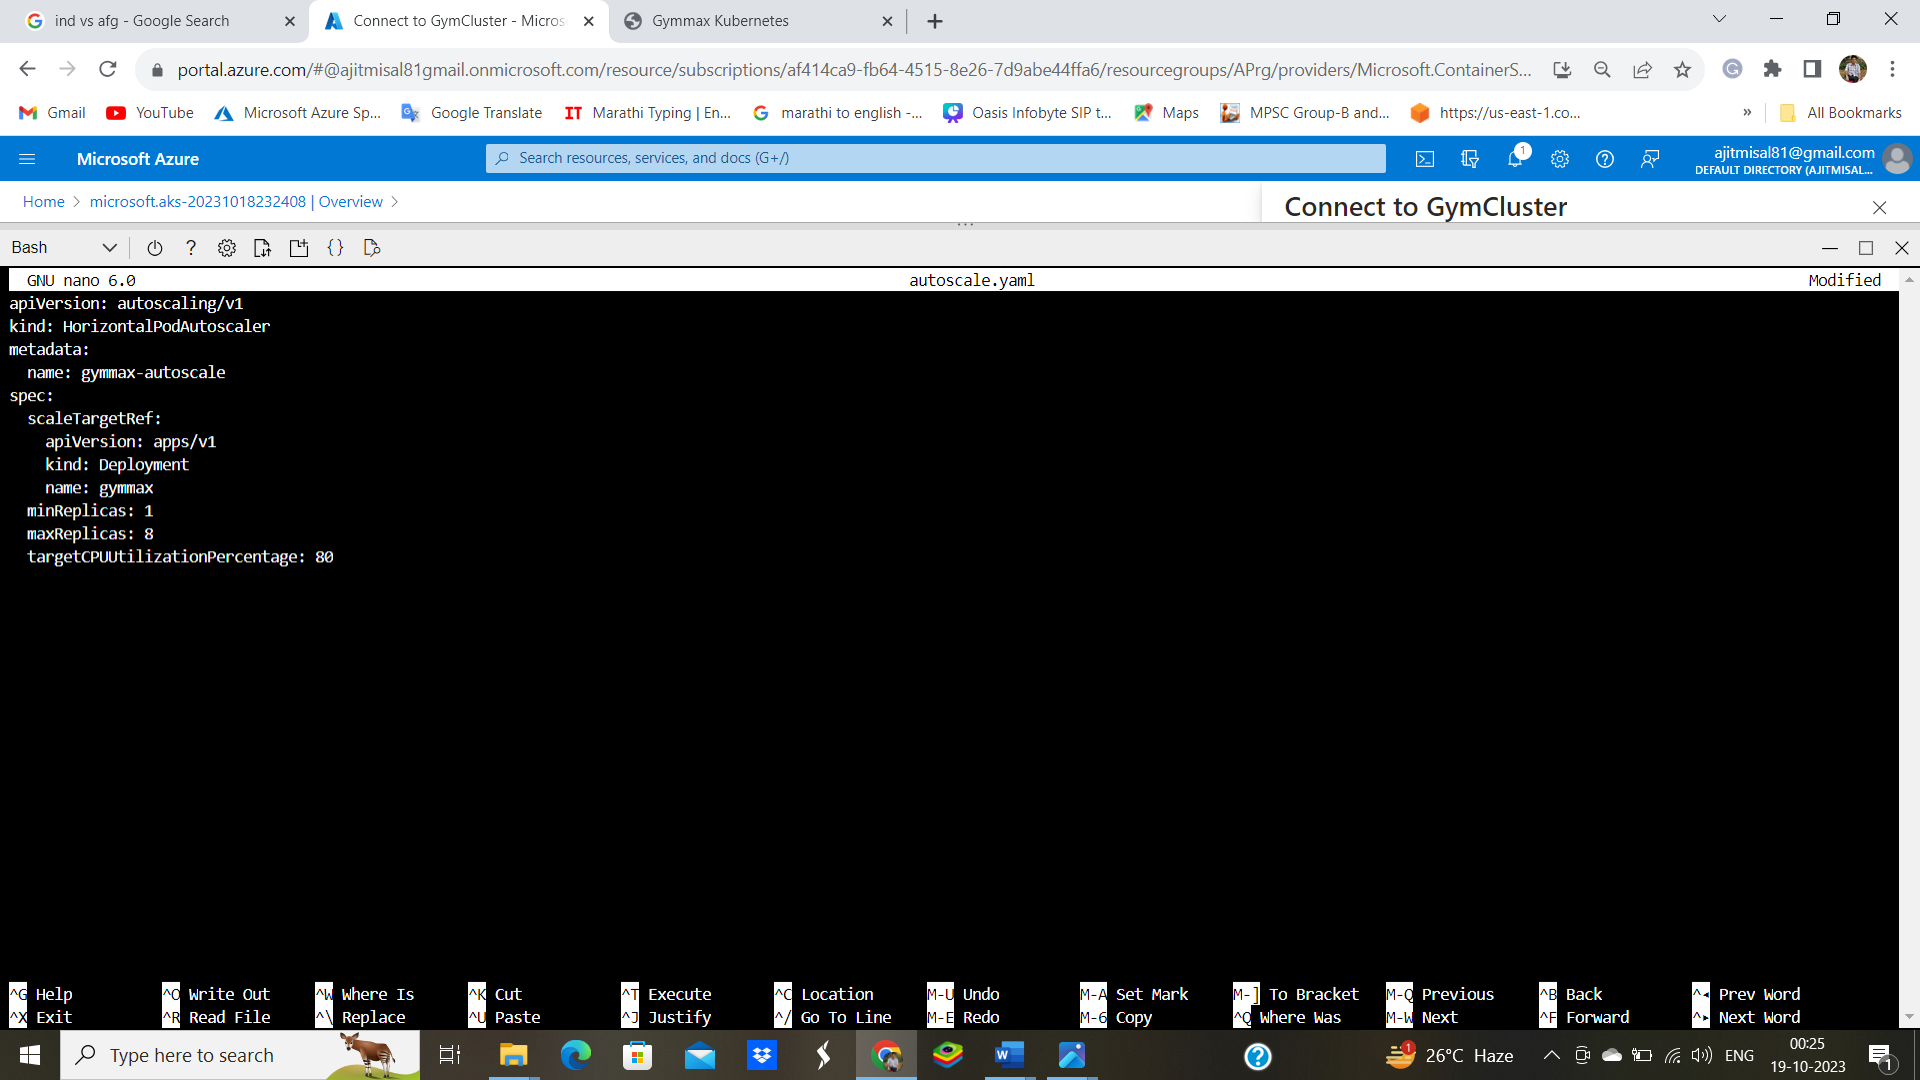 ind vs afg - Google Search
Connect to GymCluster - Micros
Gymmax Kubernetes
portal.azure.com/#@ajitmisal81gmail.onmicrosoft.com/resource/subscriptions/af414ca9-fb64-4515-8e26-7d9abe44ffa6/resourcegroups/APrg/providers/Microsoft.ContainerS...
Gmail
YouTube
Microsoft Azure Sp...
Google Translate
IT Marathi Typing | En...
marathi to english -...
Oasis Infobyte SIP t...
Maps
MPSC Group-B and...
https://us-east-1.co...
»
All Bookmarks
Microsoft Azure
Search resources, services, and docs (G+/)
1
ajitmisal81@gmail.com
DEFAULT DIRECTORY (AJITMISAL...
Home > microsoft.aks-20231018232408 | Overview >
Connect to GymCluster
Bash
GNU nano 6.0 autoscale.yaml Modified
apiVersion: autoscaling/v1
kind: HorizontalPodAutoscaler
metadata:
  name: gymmax-autoscale
spec:
  scaleTargetRef:
    apiVersion: apps/v1
    kind: Deployment
    name: gymmax
  minReplicas: 1
  maxReplicas: 8
  targetCPUUtilizationPercentage: 80
^G Help ^O Write Out ^W Where Is ^K Cut ^T Execute ^C Location M-U Undo M-A Set Mark M-] To Bracket M-Q Previous ^B Back ^◂ Prev Word
^X Exit ^R Read File ^\ Replace ^U Paste ^J Justify ^/ Go To Line M-E Redo M-6 Copy ^Q Where Was M-W Next ^F Forward ^▸ Next Word
Type here to search
1
26°C Haze
ENG
00:25
19-10-2023
1